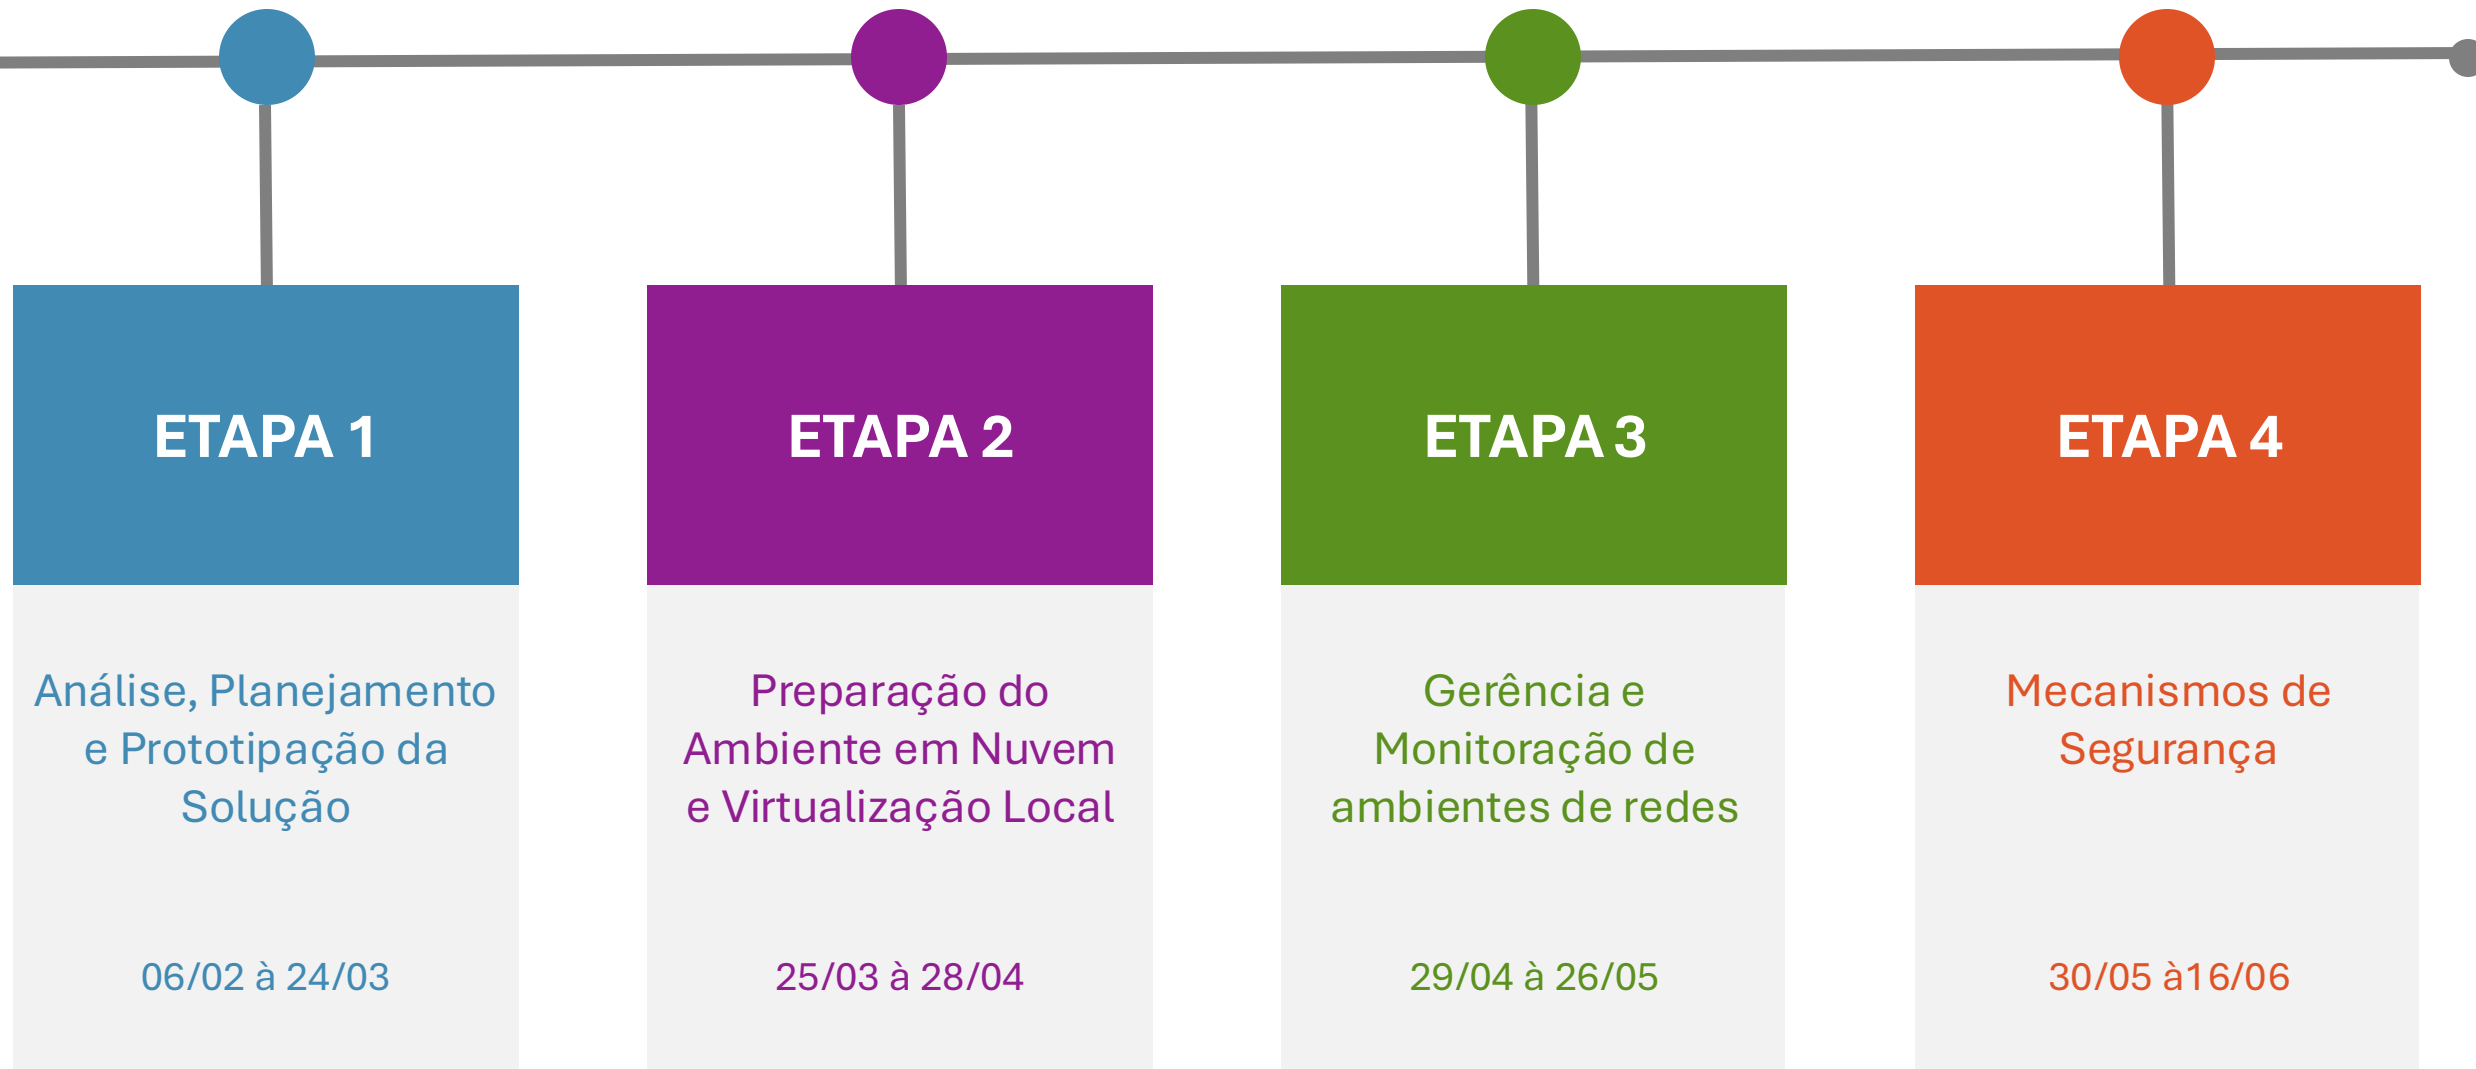 ETAPA 1
Análise, Planejamento
e Prototipação da
Solução
06/02 à 24/03
ETAPA 2
Preparação do
Ambiente em Nuvem
e Virtualização Local
25/03 à 28/04
ETAPA 3
Gerência e
Monitoração de
ambientes de redes
29/04 à 26/05
ETAPA 4
Mecanismos de
Segurança
30/05 à16/06